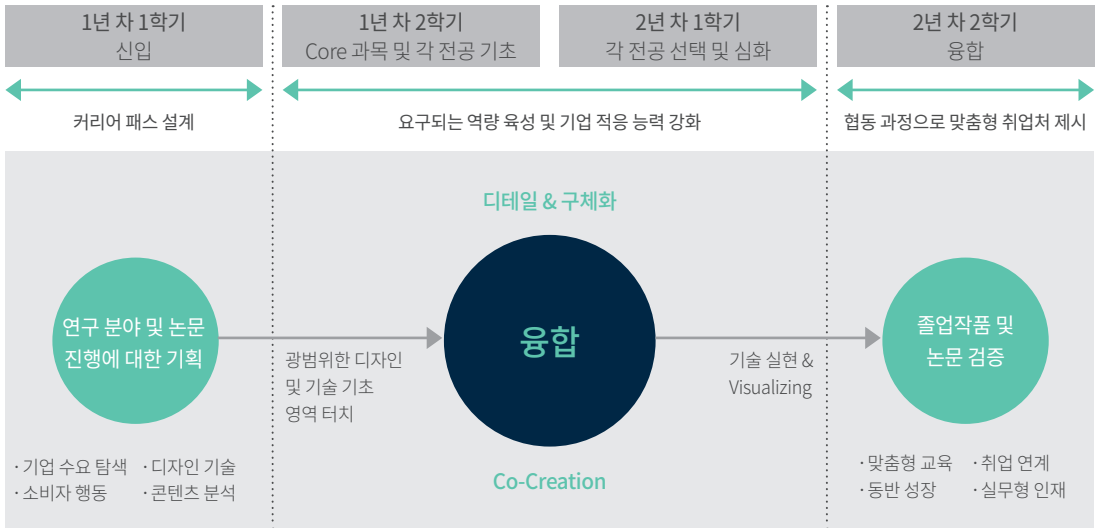 1년 차 1학기
신입
1년 차 2학기
Core 과목 및 각 전공 기초
2년 차 1학기
각 전공 선택 및 심화
2년 차 2학기
융합
커리어 패스 설계
요구되는 역량 육성 및 기업 적응 능력 강화
협동 과정으로 맞춤형 취업처 제시
디테일 & 구체화
연구 분야 및 논문
진행에 대한 기획
융합
졸업작품 및
논문 검증
광범위한 디자인
및 기술 기초
영역 터치
기술 실현 &
Visualizing
· 기업 수요 탐색 · 디자인 기술
· 소비자 행동 · 콘텐츠 분석
Co-Creation
· 맞춤형 교육 · 취업 연계
· 동반 성장 · 실무형 인재